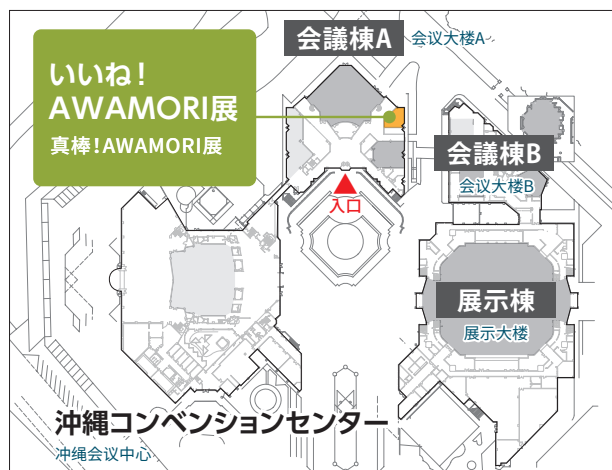 会議棟A
会议大楼A
いいね！
AWAMORI展
真棒！AWAMORI展
会議棟B
会议大楼B
入口
展示棟
展示大楼
沖縄コンベンションセンター
冲绳会议中心